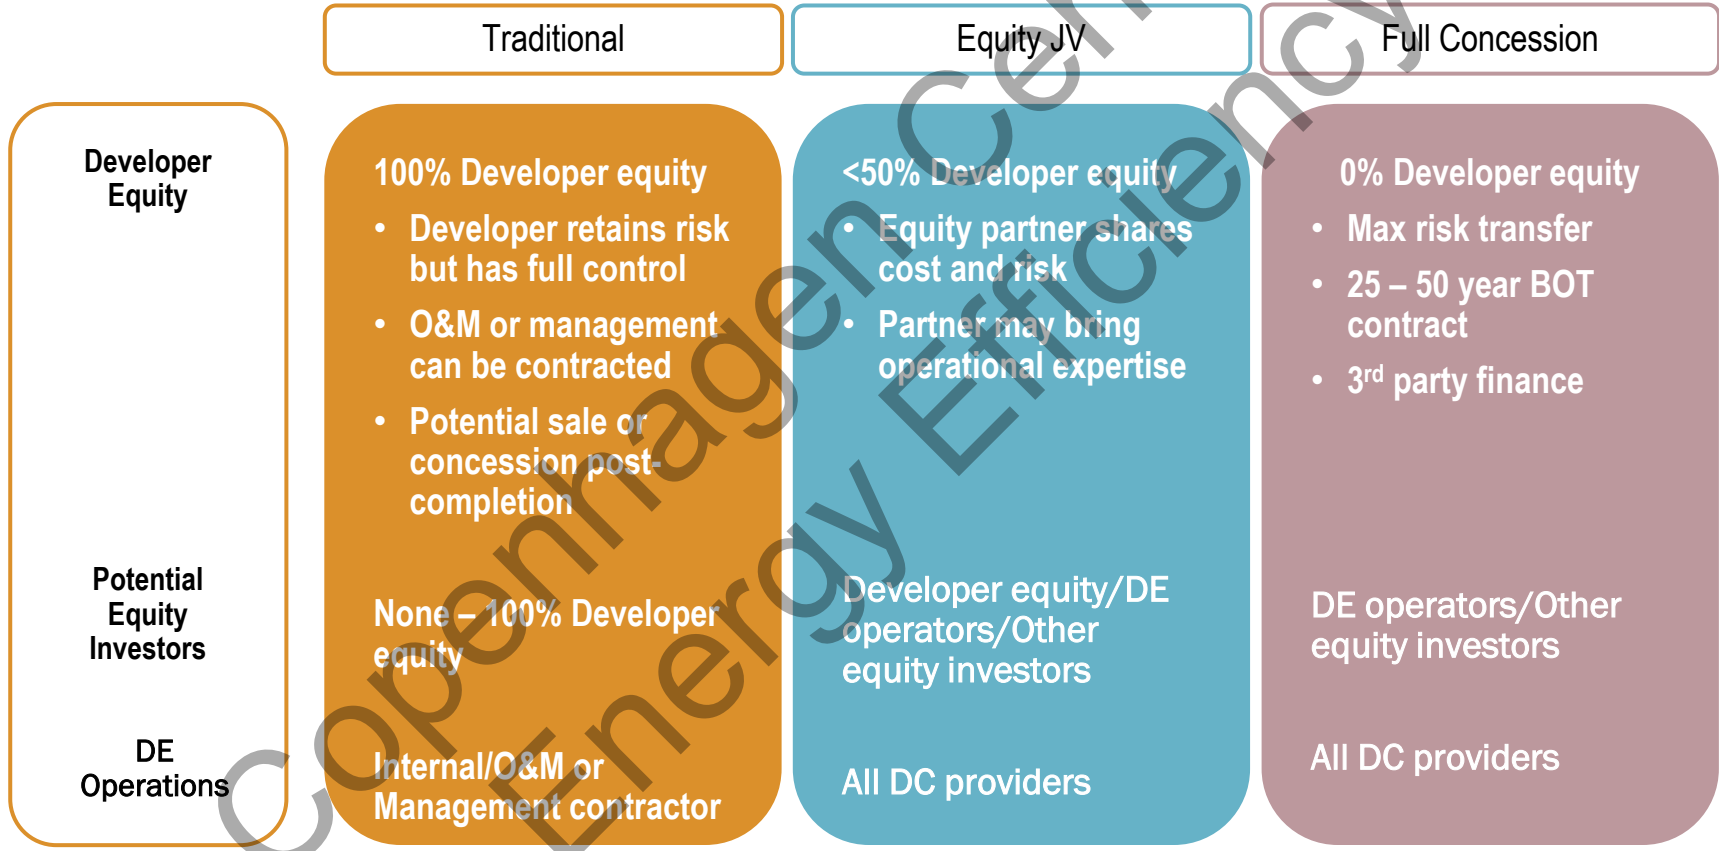 Traditional
Equity JV
Full Concession
Developer
Equity
100% Developer equity
• Developer retains risk
but has full control
• O&M or management
can be contracted
• Potential sale or
concession post-
completion
<50% Developer equity
• Equity partner shares
cost and risk
• Partner may bring
operational expertise
0% Developer equity
• Max risk transfer
• 25 – 50 year BOT
contract
• 3rd party finance
Potential
Equity
Investors
None – 100% Developer
equity
Developer equity/DE
operators/Other
equity investors
DE operators/Other
equity investors
DE
Operations
Internal/O&M or
Management contractor
All DC providers
All DC providers
Copenhagen
Energy Efficiency